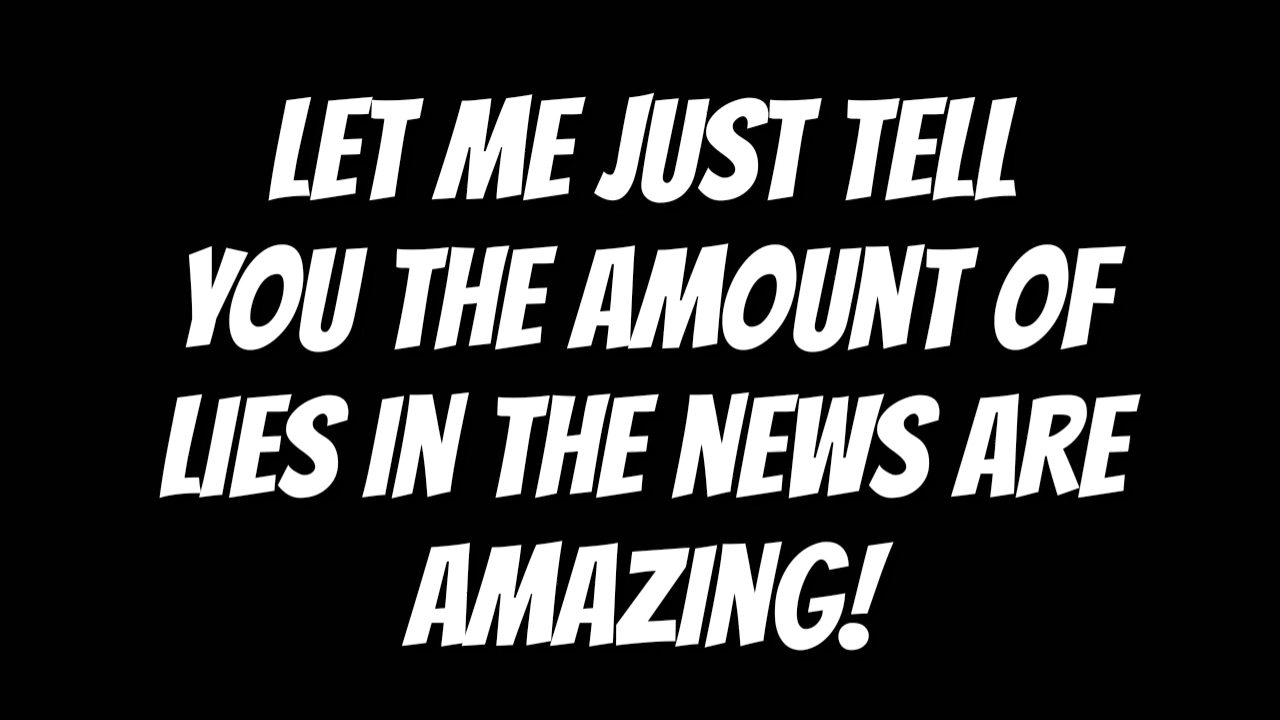 LET ME JUST TELL
YOU THE AMOUNT OF
LIES IN THE NEWS ARE
AMAZING!